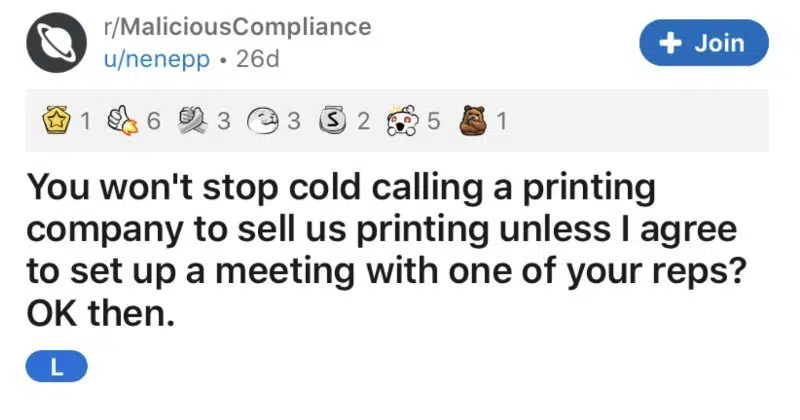 r/MaliciousCompliance
u/nenepp • 26d
+ Join
1 6 3 3 S 2 5 1
You won't stop cold calling a printing
company to sell us printing unless I agree
to set up a meeting with one of your reps?
OK then.
L